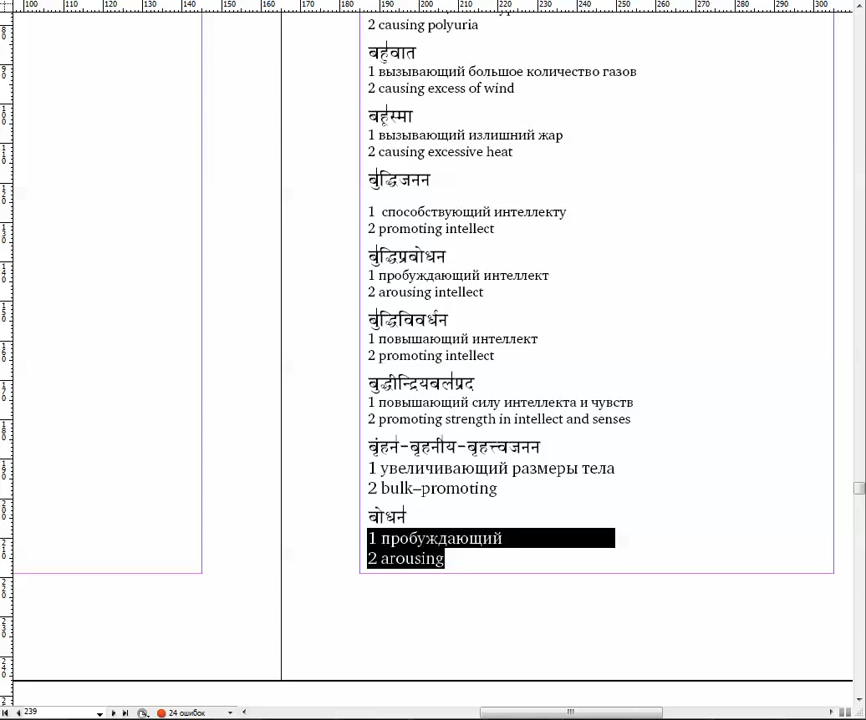 2 causing polyuria
बहु॑वात
1 вызывающий большое количество газов
2 causing excess of wind
बहू॑स्मा
1 вызывающий излишний жар
2 causing excessive heat
बु॑द्धिजनन
1 способствующий интеллекту
2 promoting intellect
बु॑द्धिप्रबोधन
1 пробуждающий интеллект
2 arousing intellect
बु॑द्धिविवर्धन
1 повышающий интеллект
2 promoting intellect
बुद्धीन्द्रियबल॑प्रद
1 повышающий силу интеллекта и чувств
2 promoting strength in intellect and senses
बृंहन॑-बृहनी॑य-बृहत्त्वजनन
1 увеличивающий размеры тела
2 bulk–promoting
बोधन॑
1 пробуждающий
2 arousing
239
24 ошибок